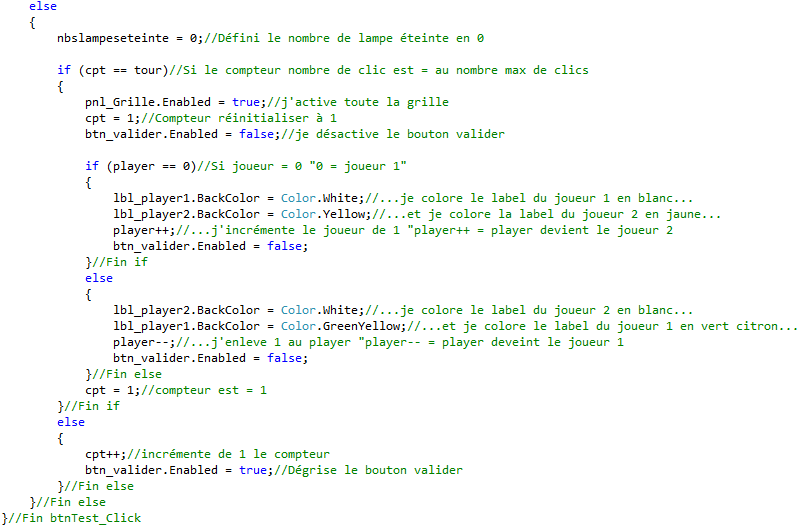 else
{
nbslampeseteinte = 0;//Défini le nombre de lampe éteinte en 0
if (cpt == tour)//Si le compteur nombre de clic est = au nombre max de clics
{
pnl_Grille.Enabled = true;//j'active toute la grille
cpt = 1;//Compteur réinitialiser à 1
btn_valider.Enabled = false;//je désactive le bouton valider
if (player == 0)//Si joueur = 0 "0 = joueur 1"
{
lbl_player1.BackColor = Color.White;//...je colore le label du joueur 1 en blanc...
lbl_player2.BackColor = Color.Yellow;//...et je colore la label du joueur 2 en jaune...
player++;//...j'incrémente le joueur de 1 "player++ = player devient le joueur 2
btn_valider.Enabled = false;
}//Fin if
else
{
lbl_player2.BackColor = Color.White;//...je colore le label du joueur 2 en blanc...
lbl_player1.BackColor = Color.GreenYellow;//...et je colore le label du joueur 1 en vert citron...
player--;//...j'enleve 1 au player "player-- = player deveint le joueur 1
btn_valider.Enabled = false;
}//Fin else
cpt = 1;//compteur est = 1
}//Fin if
else
{
cpt++;//incrémente de 1 le compteur
btn_valider.Enabled = true;//Dégrise le bouton valider
}//Fin else
}//Fin else
}//Fin btnTest_Click